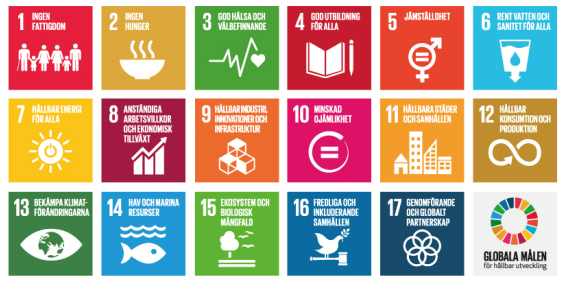 1 INGEN
FATTIGDOM
2 INGEN
HUNGER
3 GOD HÄLSA OCH
VÄLBEFINNANDE
4 GOD UTBILDNING
FÖR ALLA
5 JÄMSTÄLLDHET
6 RENT VATTEN OCH
SANITET FÖR ALLA
7 HÅLLBAR ENERGI
FÖR ALLA
8 ANSTÄNDIGA
ARBETSVILLKOR
OCH EKONOMISK
TILLVÄXT
9 HÅLLBAR INDUSTRI,
INNOVATIONER OCH
INFRASTRUKTUR
10 MINSKAD
OJÄMLIKHET
11 HÅLLBARA STÄDER
OCH SAMHÄLLEN
12 HÅLLBAR
KONSUMTION OCH
PRODUKTION
13 BEKÄMPA KLIMAT-
FÖRÄNDRINGARNA
14 HAV OCH MARINA
RESURSER
15 EKOSYSTEM OCH
BIOLOGISK
MÅNGFALD
16 FREDLIGA OCH
INKLUDERANDE
SAMHÄLLEN
17 GENOMFÖRANDE
OCH GLOBALT
PARTNERSKAP
GLOBALA MÅLEN
för hållbar utveckling